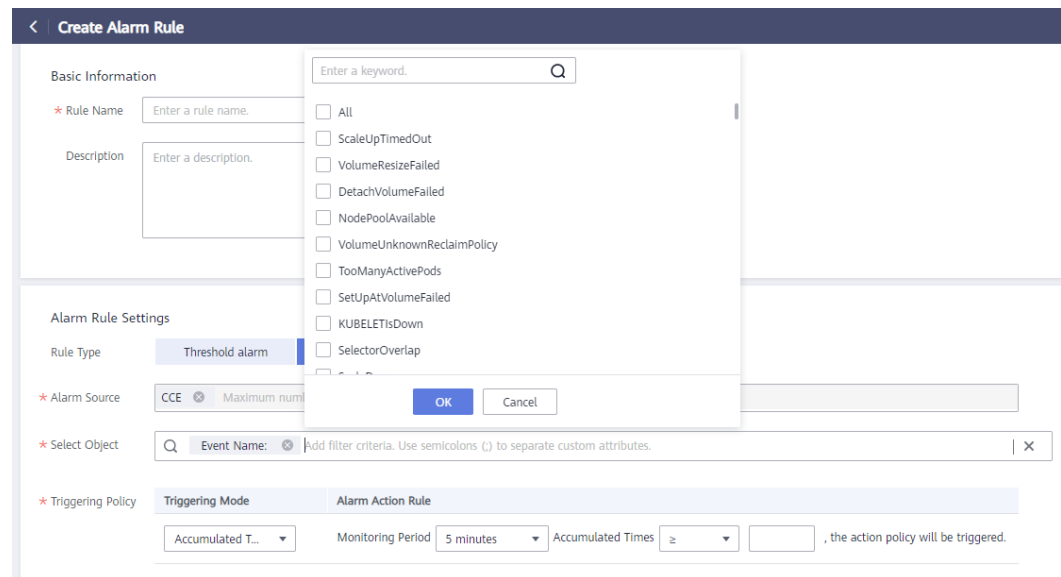 Create Alarm Rule
Basic Information
* Rule Name
Enter a rule name.
Description
Enter a description.
Enter a keyword.
All
ScaleUpTimedOut
VolumeResizeFailed
DetachVolumeFailed
NodePoolAvailable
VolumeUnknownReclaimPolicy
TooManyActivePods
SetUpAtVolumeFailed
KUBELETIsDown
SelectorOverlap
OK
Cancel
Alarm Rule Settings
Rule Type
Threshold alarm
* Alarm Source
CCE
Maximum
* Select Object
Event Name:
Add filter criteria. Use semicolons (;) to separate custom attributes.
* Triggering Policy
Triggering Mode
Alarm Action Rule
Accumulated T...
Monitoring Period
5 minutes
Accumulated Times
≥
, the action policy will be triggered.